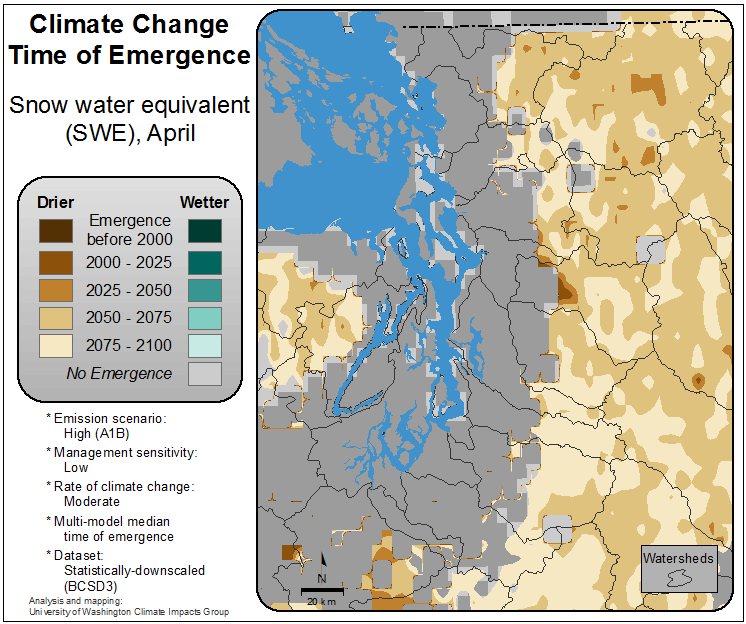 Climate Change
Time of Emergence
Snow water equivalent
(SWE), April
Drier
Wetter
Emergence
before 2000
2000 - 2025
2025 - 2050
2050 - 2075
2075 - 2100
No Emergence
* Emission scenario:
High (A1B)
* Management sensitivity:
Low
* Rate of climate change:
Moderate
* Multi-model median
time of emergence
* Dataset:
Statistically-downscaled
(BCSD3)
Analysis and mapping:
University of Washington Climate Impacts Group
N
20 km
Watersheds